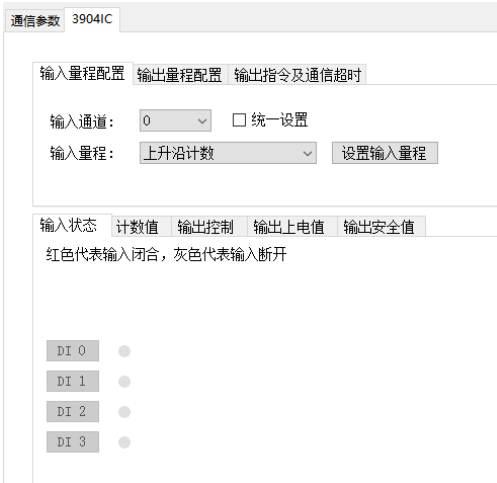 通信参数 3904IC
输入量程配置 输出量程配置 输出指令及通信超时
输入通道: 0 统一设置
输入量程: 上升沿计数 设置输入量程
输入状态 计数值 输出控制 输出上电值 输出安全值
红色代表输入闭合，灰色代表输入断开
DI 0
DI 1
DI 2
DI 3